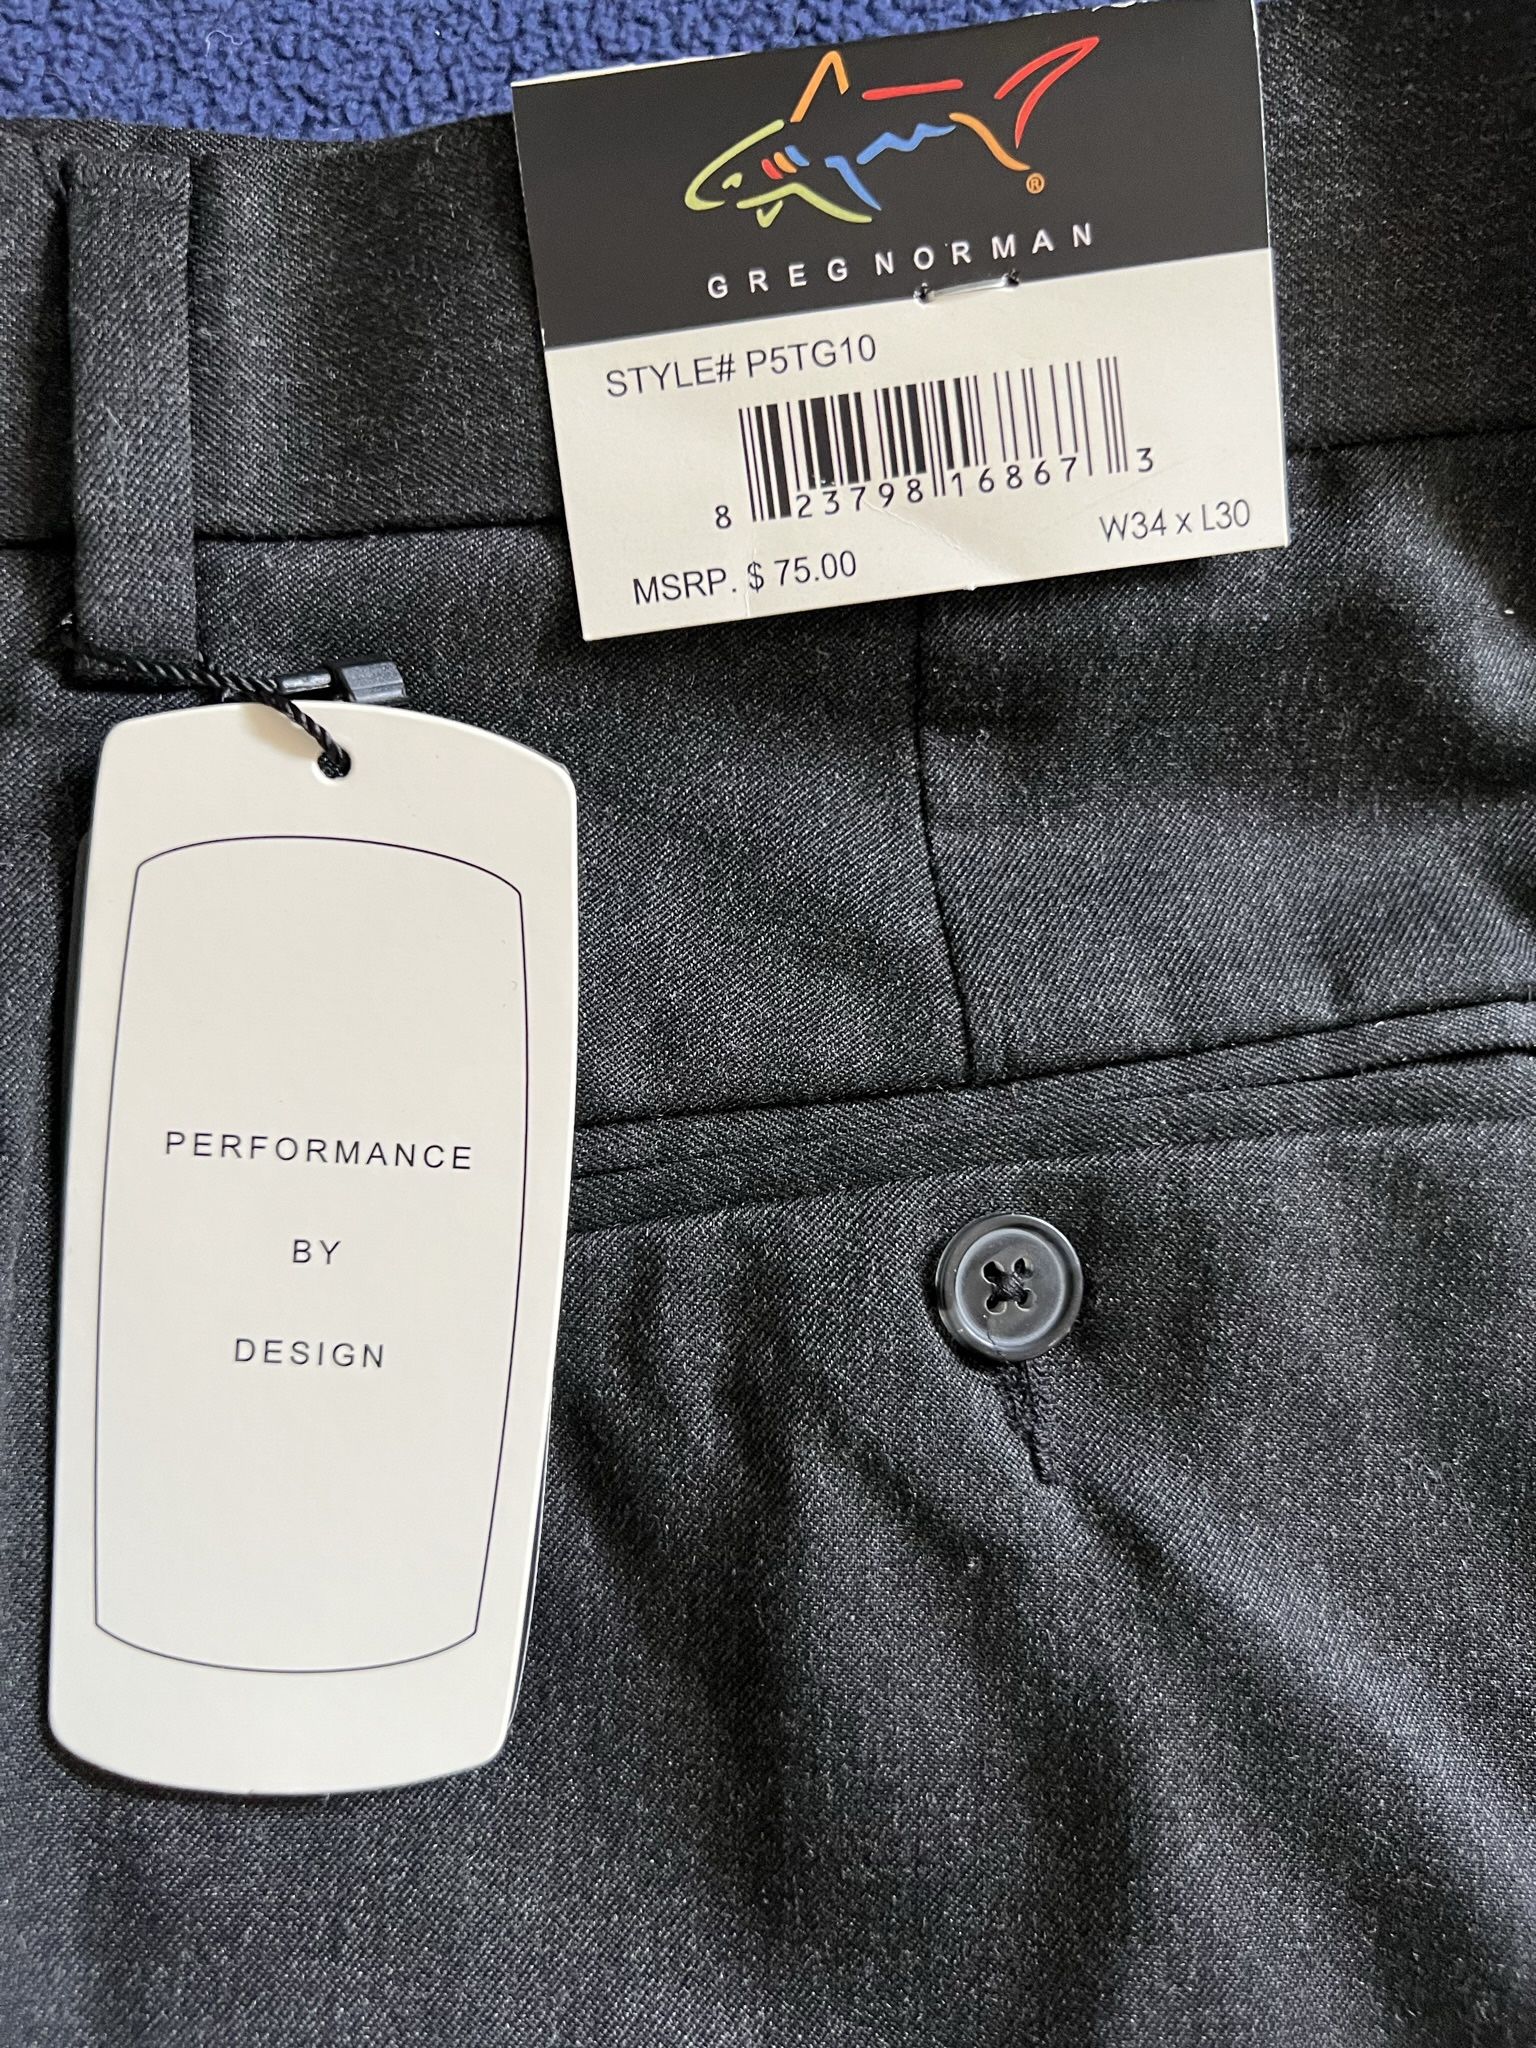 ®
GREG NORMAN
STYLE# P5TG10
8 23798 16867 3
W34 x L30
MSRP. $ 75.00
PERFORMANCE
BY
DESIGN